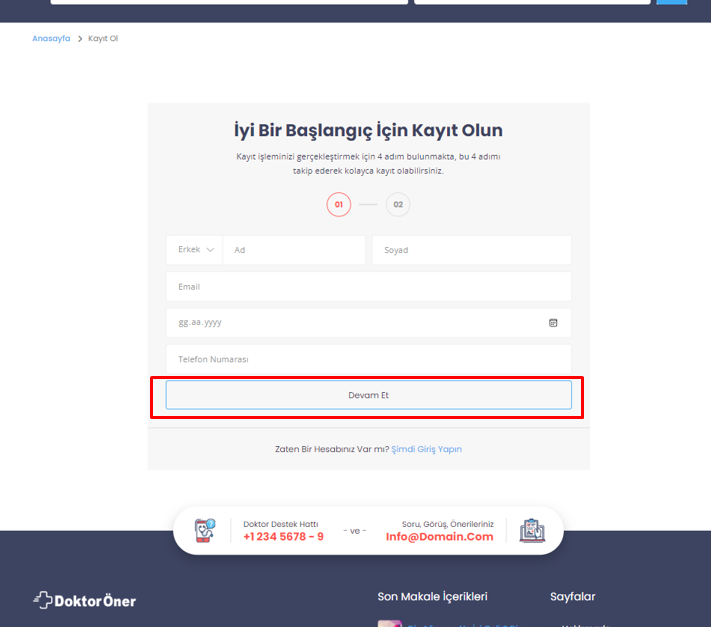 Anasayfa > Kayıt Ol
İyi Bir Başlangıç İçin Kayıt Olun
Kayıt işleminizi gerçekleştirmek için 4 adım bulunmakta, bu 4 adımı
takip ederek kolayca kayıt olabilirsiniz.
01 02
Erkek Ad Soyad
Email
gg.aa.yyyy
Telefon Numarası
Devam Et
Zaten Bir Hesabınız Var mı? Şimdi Giriş Yapın
Doktor Destek Hattı
+1 234 5678 - 9
- ve -
Soru, Görüş, Önerileriniz
Info@Domain.Com
DoktorÖner
Son Makale İçerikleri
Sayfalar